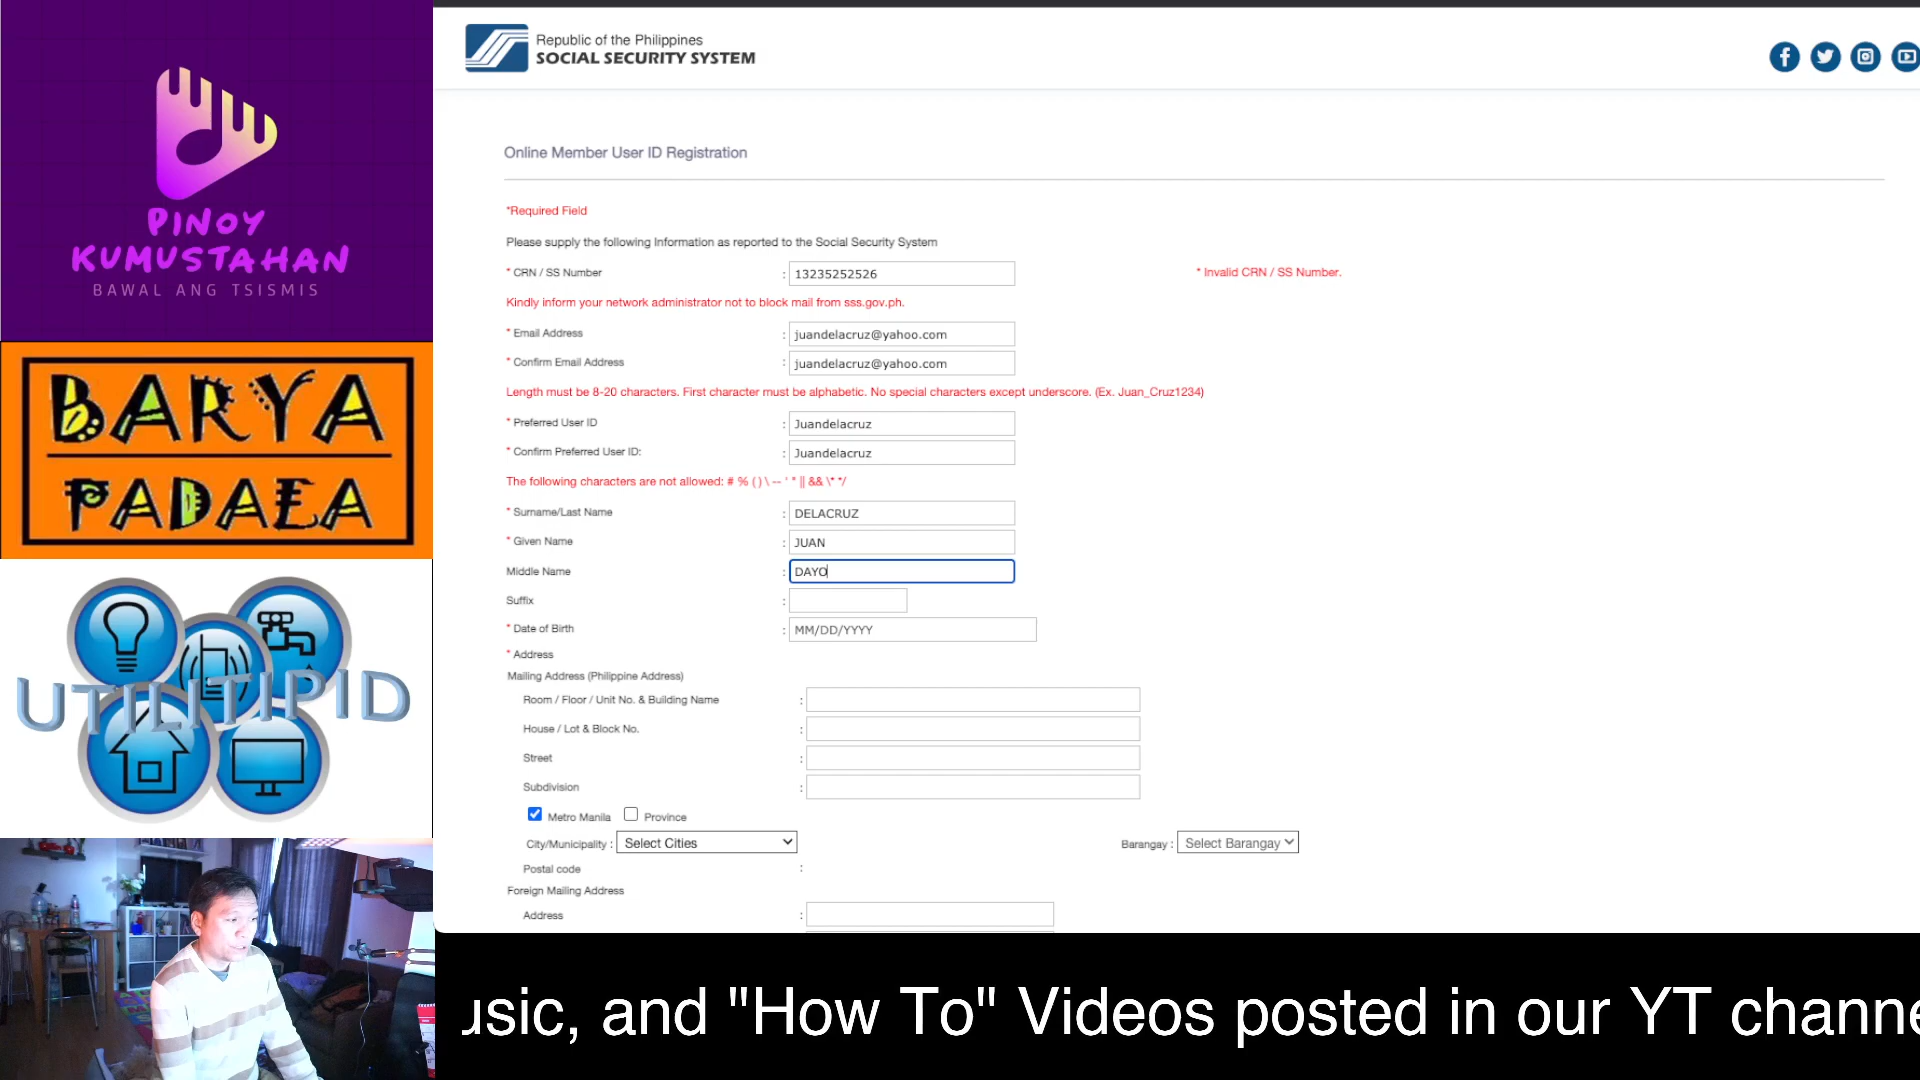 PINOY
KUMUSTAHAN
BAWAL ANG TSISMIS
BARYA
PADALA
UTILITIPID
Republic of the Philippines
SOCIAL SECURITY SYSTEM
Online Member User ID Registration
*Required Field
Please supply the following Information as reported to the Social Security System
* CRN / SS Number : 13235252526 * Invalid CRN / SS Number.
Kindly inform your network administrator not to block mail from sss.gov.ph.
* Email Address : juandelacruz@yahoo.com
* Confirm Email Address : juandelacruz@yahoo.com
Length must be 8-20 characters. First character must be alphabetic. No special characters except underscore. (Ex. Juan_Cruz1234)
* Preferred User ID : Juandelacruz
* Confirm Preferred User ID: : Juandelacruz
The following characters are not allowed: # % ( ) \ -- ' " || && \* */
* Surname/Last Name : DELACRUZ
* Given Name : JUAN
Middle Name : DAYO
Suffix :
* Date of Birth : MM/DD/YYYY
* Address
Mailing Address (Philippine Address)
Room / Floor / Unit No. & Building Name :
House / Lot & Block No. :
Street :
Subdivision :
Metro Manila Province
City/Municipality : Select Cities Barangay : Select Barangay
Postal code :
Foreign Mailing Address
Address :
usic, and "How To" Videos posted in our YT channe